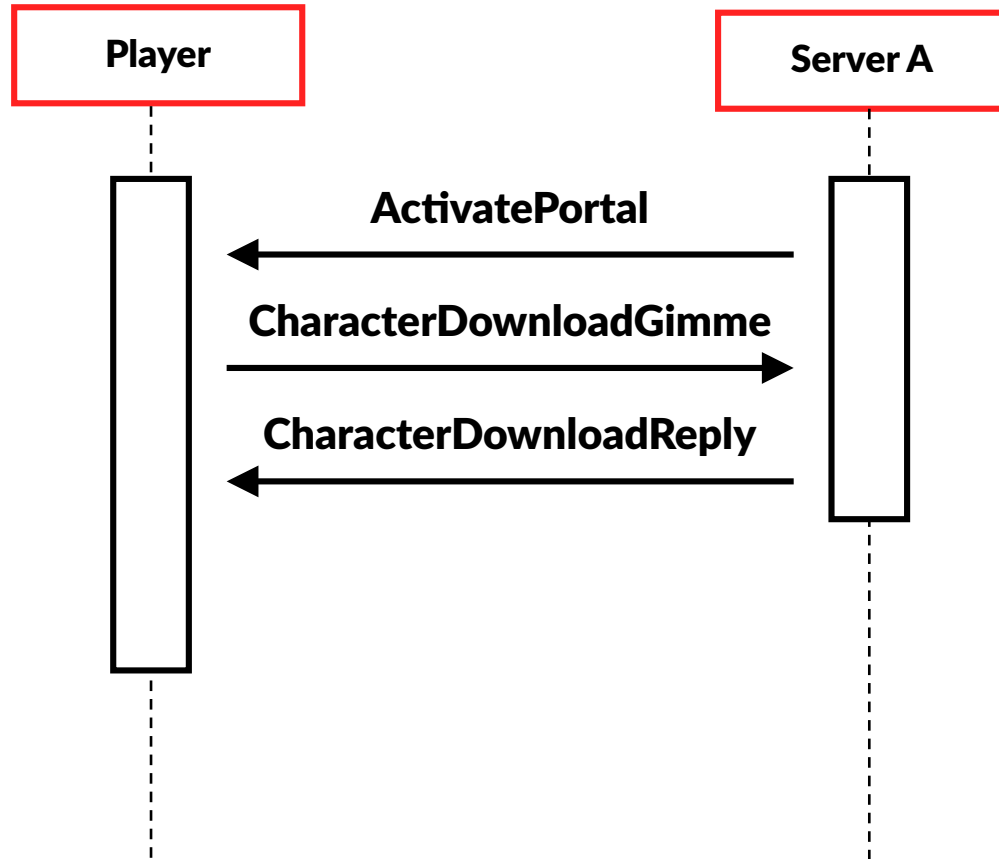 Player
Server A
ActivatePortal
CharacterDownloadGimme
CharacterDownloadReply